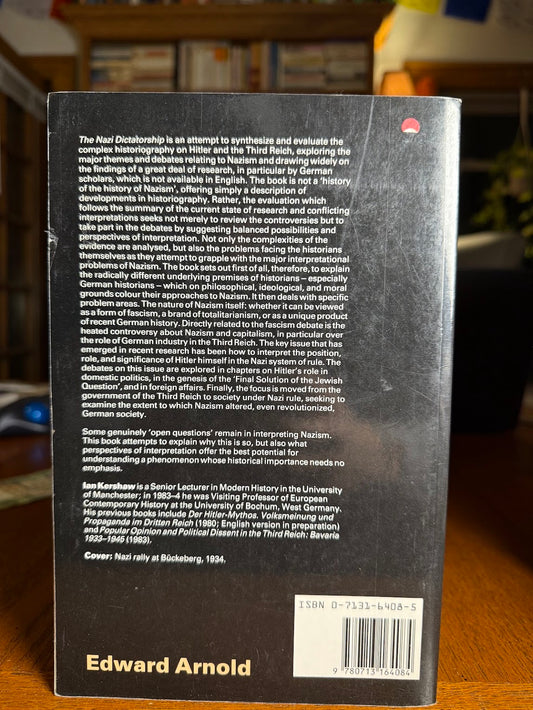 The Nazi Dictatorship is an attempt to synthesize and evaluate the
complex historiography on Hitler and the Third Reich, exploring the
major themes and debates relating to Nazism and drawing widely on
the findings of a great deal of research, in particular by German
scholars, which is not available in English. The book is not a 'history
of the history of Nazism', offering simply a description of
developments in historiography. Rather, the evaluation which
follows the summary of the current state of research and conflicting
interpretations seeks not merely to review the controversies but to
take part in the debates by suggesting balanced possibilities and
perspectives of interpretation. Not only the complexities of the
evidence are analysed, but also the problems facing the historians
themselves as they attempt to grapple with the major interpretational
problems of Nazism. The book sets out first of all, therefore, to explain
the radically different underlying premises of historians – especially
German historians – which on philosophical, ideological, and moral
grounds colour their approaches to Nazism. It then deals with specific
problem areas. The nature of Nazism itself: whether it can be viewed
as a form of fascism, a brand of totalitarianism, or as a unique product
of recent German history. Directly related to the fascism debate is the
heated controversy about Nazism and capitalism, in particular over
the role of German industry in the Third Reich. The key issue that has
emerged in recent research has been how to interpret the position,
role, and significance of Hitler himself in the Nazi system of rule. The
debates on this issue are explored in chapters on Hitler's role in
domestic politics, in the genesis of the 'Final Solution of the Jewish
Question', and in foreign affairs. Finally, the focus is moved from the
government of the Third Reich to society under Nazi rule, seeking to
examine the extent to which Nazism altered, even revolutionized,
German society.
Some genuinely 'open questions' remain in interpreting Nazism.
This book attempts to explain why this is so, but also what
perspectives of interpretation offer the best potential for
understanding a phenomenon whose historical importance needs no
emphasis.
Ian Kershaw is a Senior Lecturer in Modern History in the University
of Manchester; in 1983–4 he was Visiting Professor of European
Contemporary History at the University of Bochum, West Germany.
His previous books include Der Hitler-Mythos. Volksmeinung und
Propaganda im Dritten Reich (1980; English version in preparation)
and Popular Opinion and Political Dissent in the Third Reich: Bavaria
1933–1945 (1983).
Cover: Nazi rally at Bückeberg, 1934.
ISBN 0-7131-6408-5
9 780713 164084
Edward Arnold